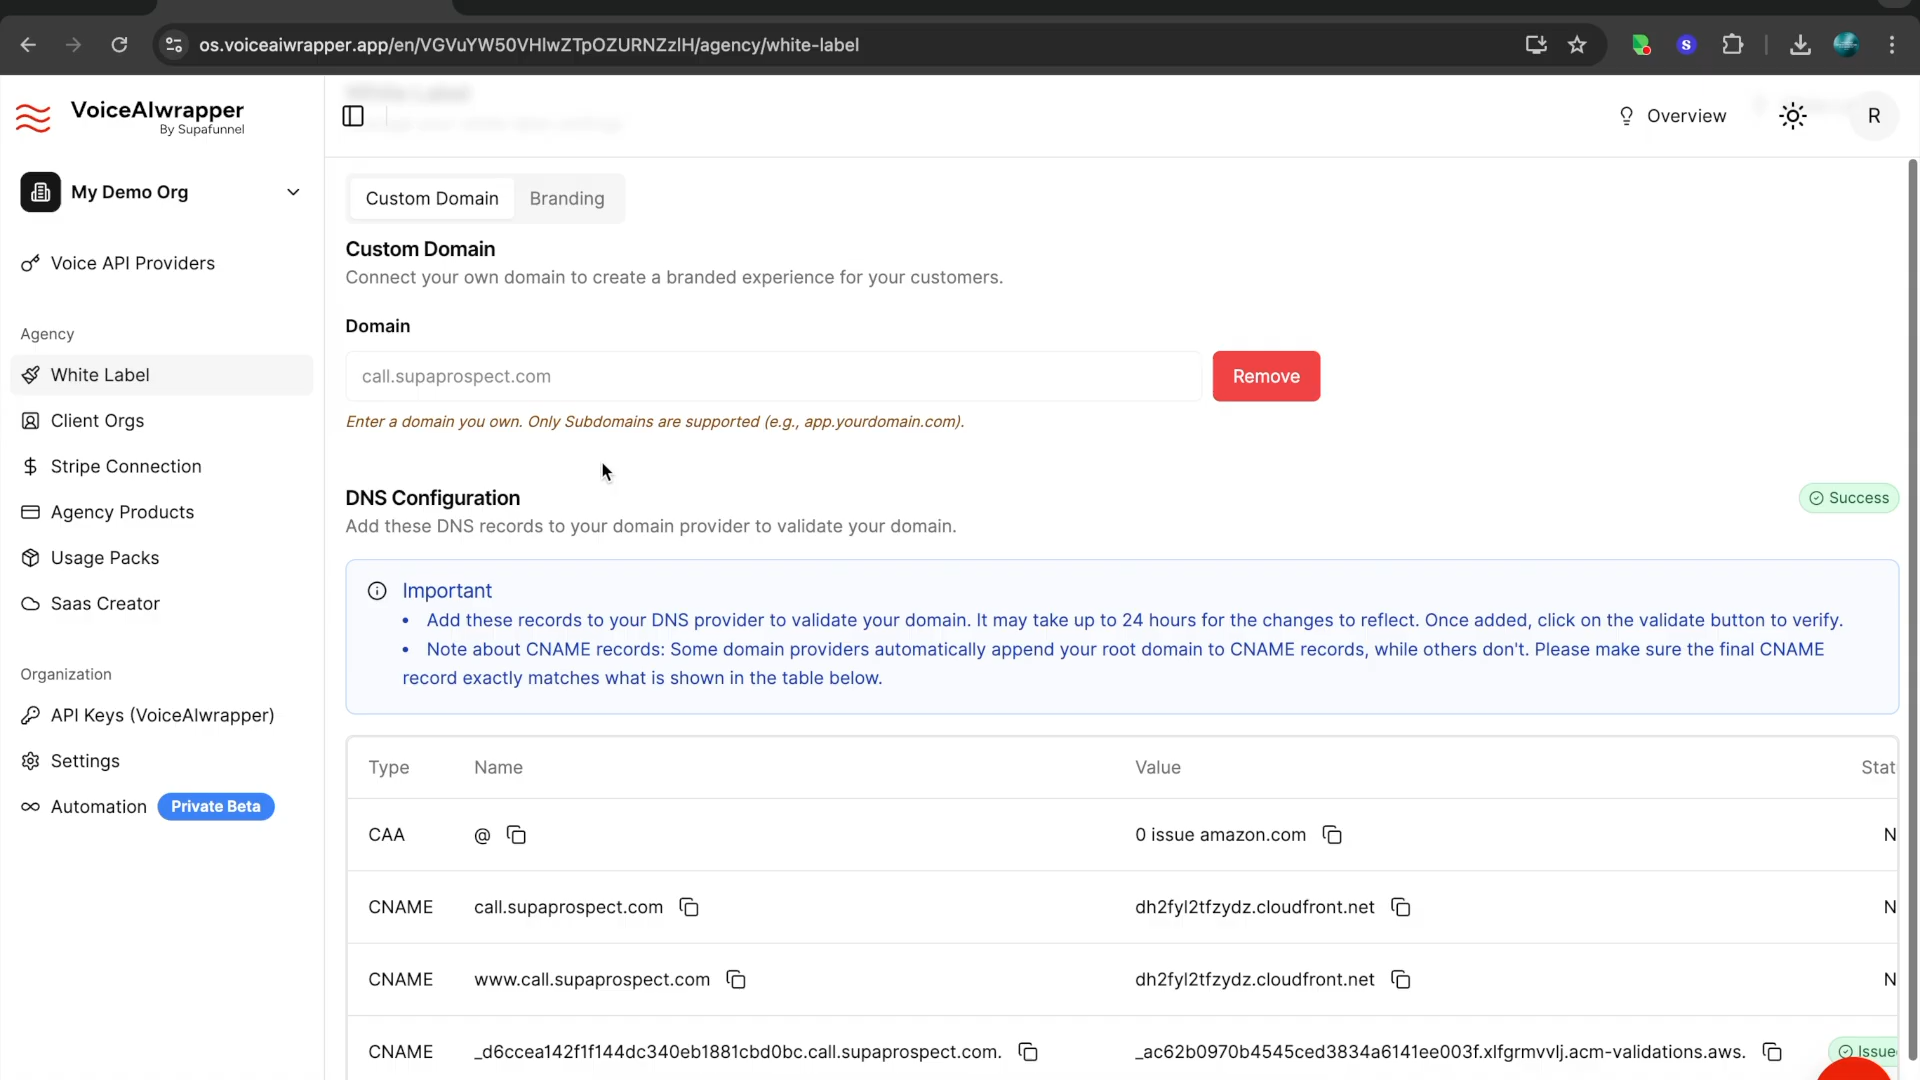 os.voiceaiwrapper.app/en/VGVuYW50VHlwZTpOZURNZzlH/agency/white-label
S
VoiceAIwrapper
By Supafunnel
Overview
R
My Demo Org
Custom Domain
Branding
Voice API Providers
Custom Domain
Connect your own domain to create a branded experience for your customers.
Agency
Domain
White Label
call.supaprospect.com
Remove
Client Orgs
Enter a domain you own. Only Subdomains are supported (e.g., app.yourdomain.com).
Stripe Connection
DNS Configuration
Success
Agency Products
Add these DNS records to your domain provider to validate your domain.
Usage Packs
Important
Saas Creator
• Add these records to your DNS provider to validate your domain. It may take up to 24 hours for the changes to reflect. Once added, click on the validate button to verify.
• Note about CNAME records: Some domain providers automatically append your root domain to CNAME records, while others don't. Please make sure the final CNAME
record exactly matches what is shown in the table below.
Organization
API Keys (VoiceAIwrapper)
Settings
Type Name Value Stat
Automation Private Beta
CAA @ 0 issue amazon.com N
CNAME call.supaprospect.com dh2fyl2tfzydz.cloudfront.net N
CNAME www.call.supaprospect.com dh2fyl2tfzydz.cloudfront.net N
CNAME _d6ccea142f1f144dc340eb1881cbd0bc.call.supaprospect.com. _ac62b0970b4545ced3834a6141ee003f.xlfgrmvvlj.acm-validations.aws. Issue